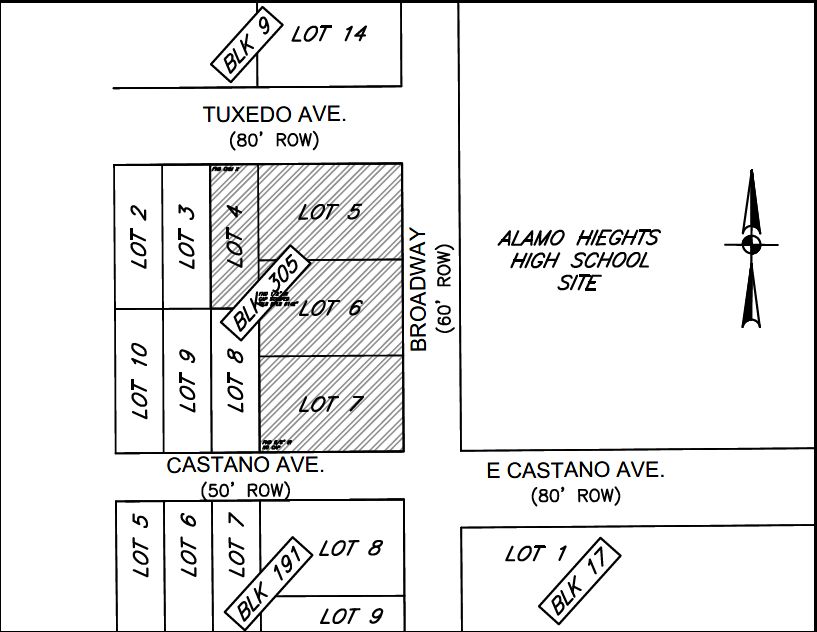 BLK 9
LOT 14
TUXEDO AVE.
(80' ROW)
LOT 2
LOT 3
LOT 4
LOT 5
BLK 305
LOT 6
LOT 10
LOT 9
LOT 8
LOT 7
BROADWAY
(60' ROW)
ALAMO HIEGHTS
HIGH SCHOOL
SITE
CASTANO AVE.
(50' ROW)
E CASTANO AVE.
(80' ROW)
LOT 5
LOT 6
LOT 7
BLK 191
LOT 8
LOT 9
LOT 1
BLK 17